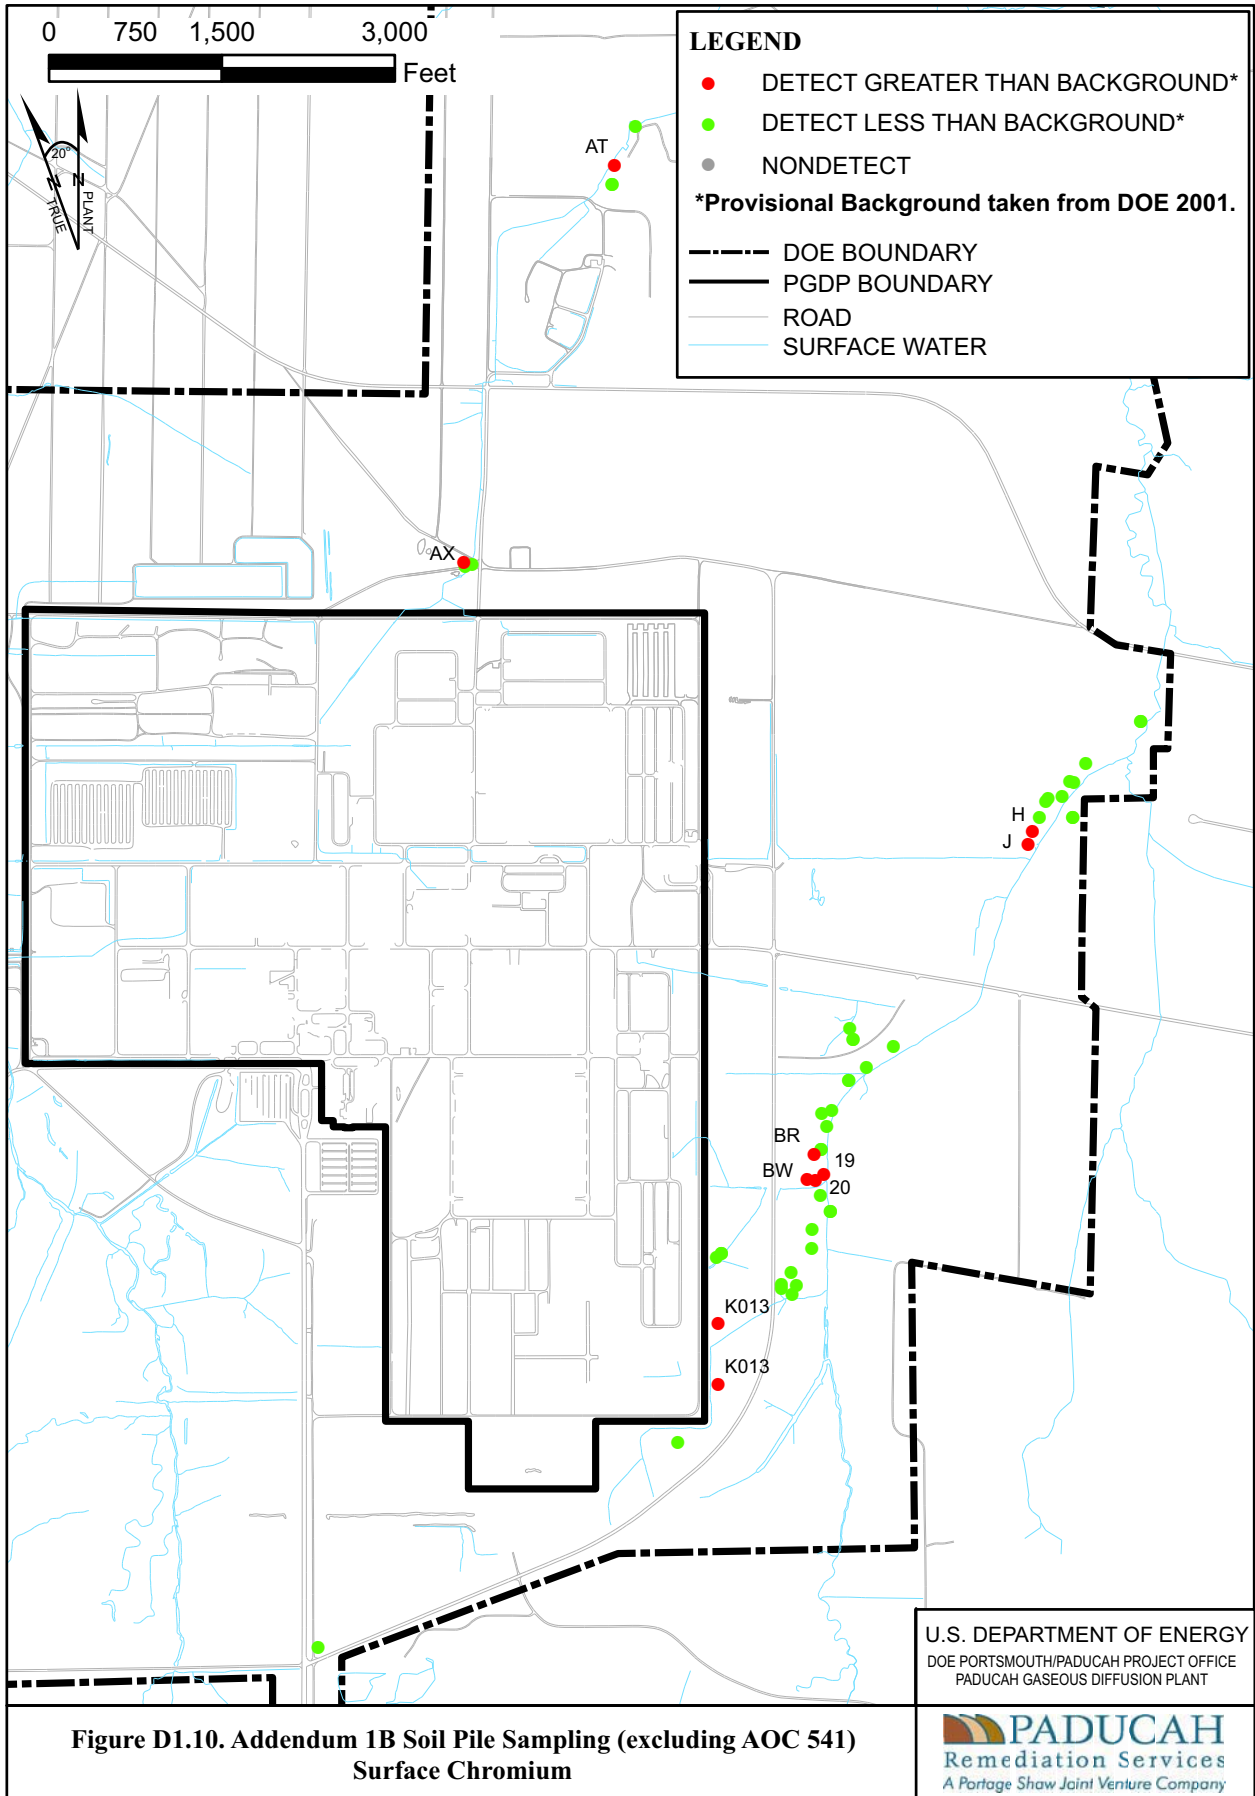 0 750 1,500 3,000
Feet
20°
N
TRUE
N
PLANT
LEGEND
DETECT GREATER THAN BACKGROUND*
DETECT LESS THAN BACKGROUND*
NONDETECT
*Provisional Background taken from DOE 2001.
DOE BOUNDARY
PGDP BOUNDARY
ROAD
SURFACE WATER
AT
AX
H
J
BR
19
BW
20
K013
K013
U.S. DEPARTMENT OF ENERGY
DOE PORTSMOUTH/PADUCAH PROJECT OFFICE
PADUCAH GASEOUS DIFFUSION PLANT
Figure D1.10. Addendum 1B Soil Pile Sampling (excluding AOC 541)
Surface Chromium
PADUCAH
Remediation Services
A Portage Shaw Joint Venture Company